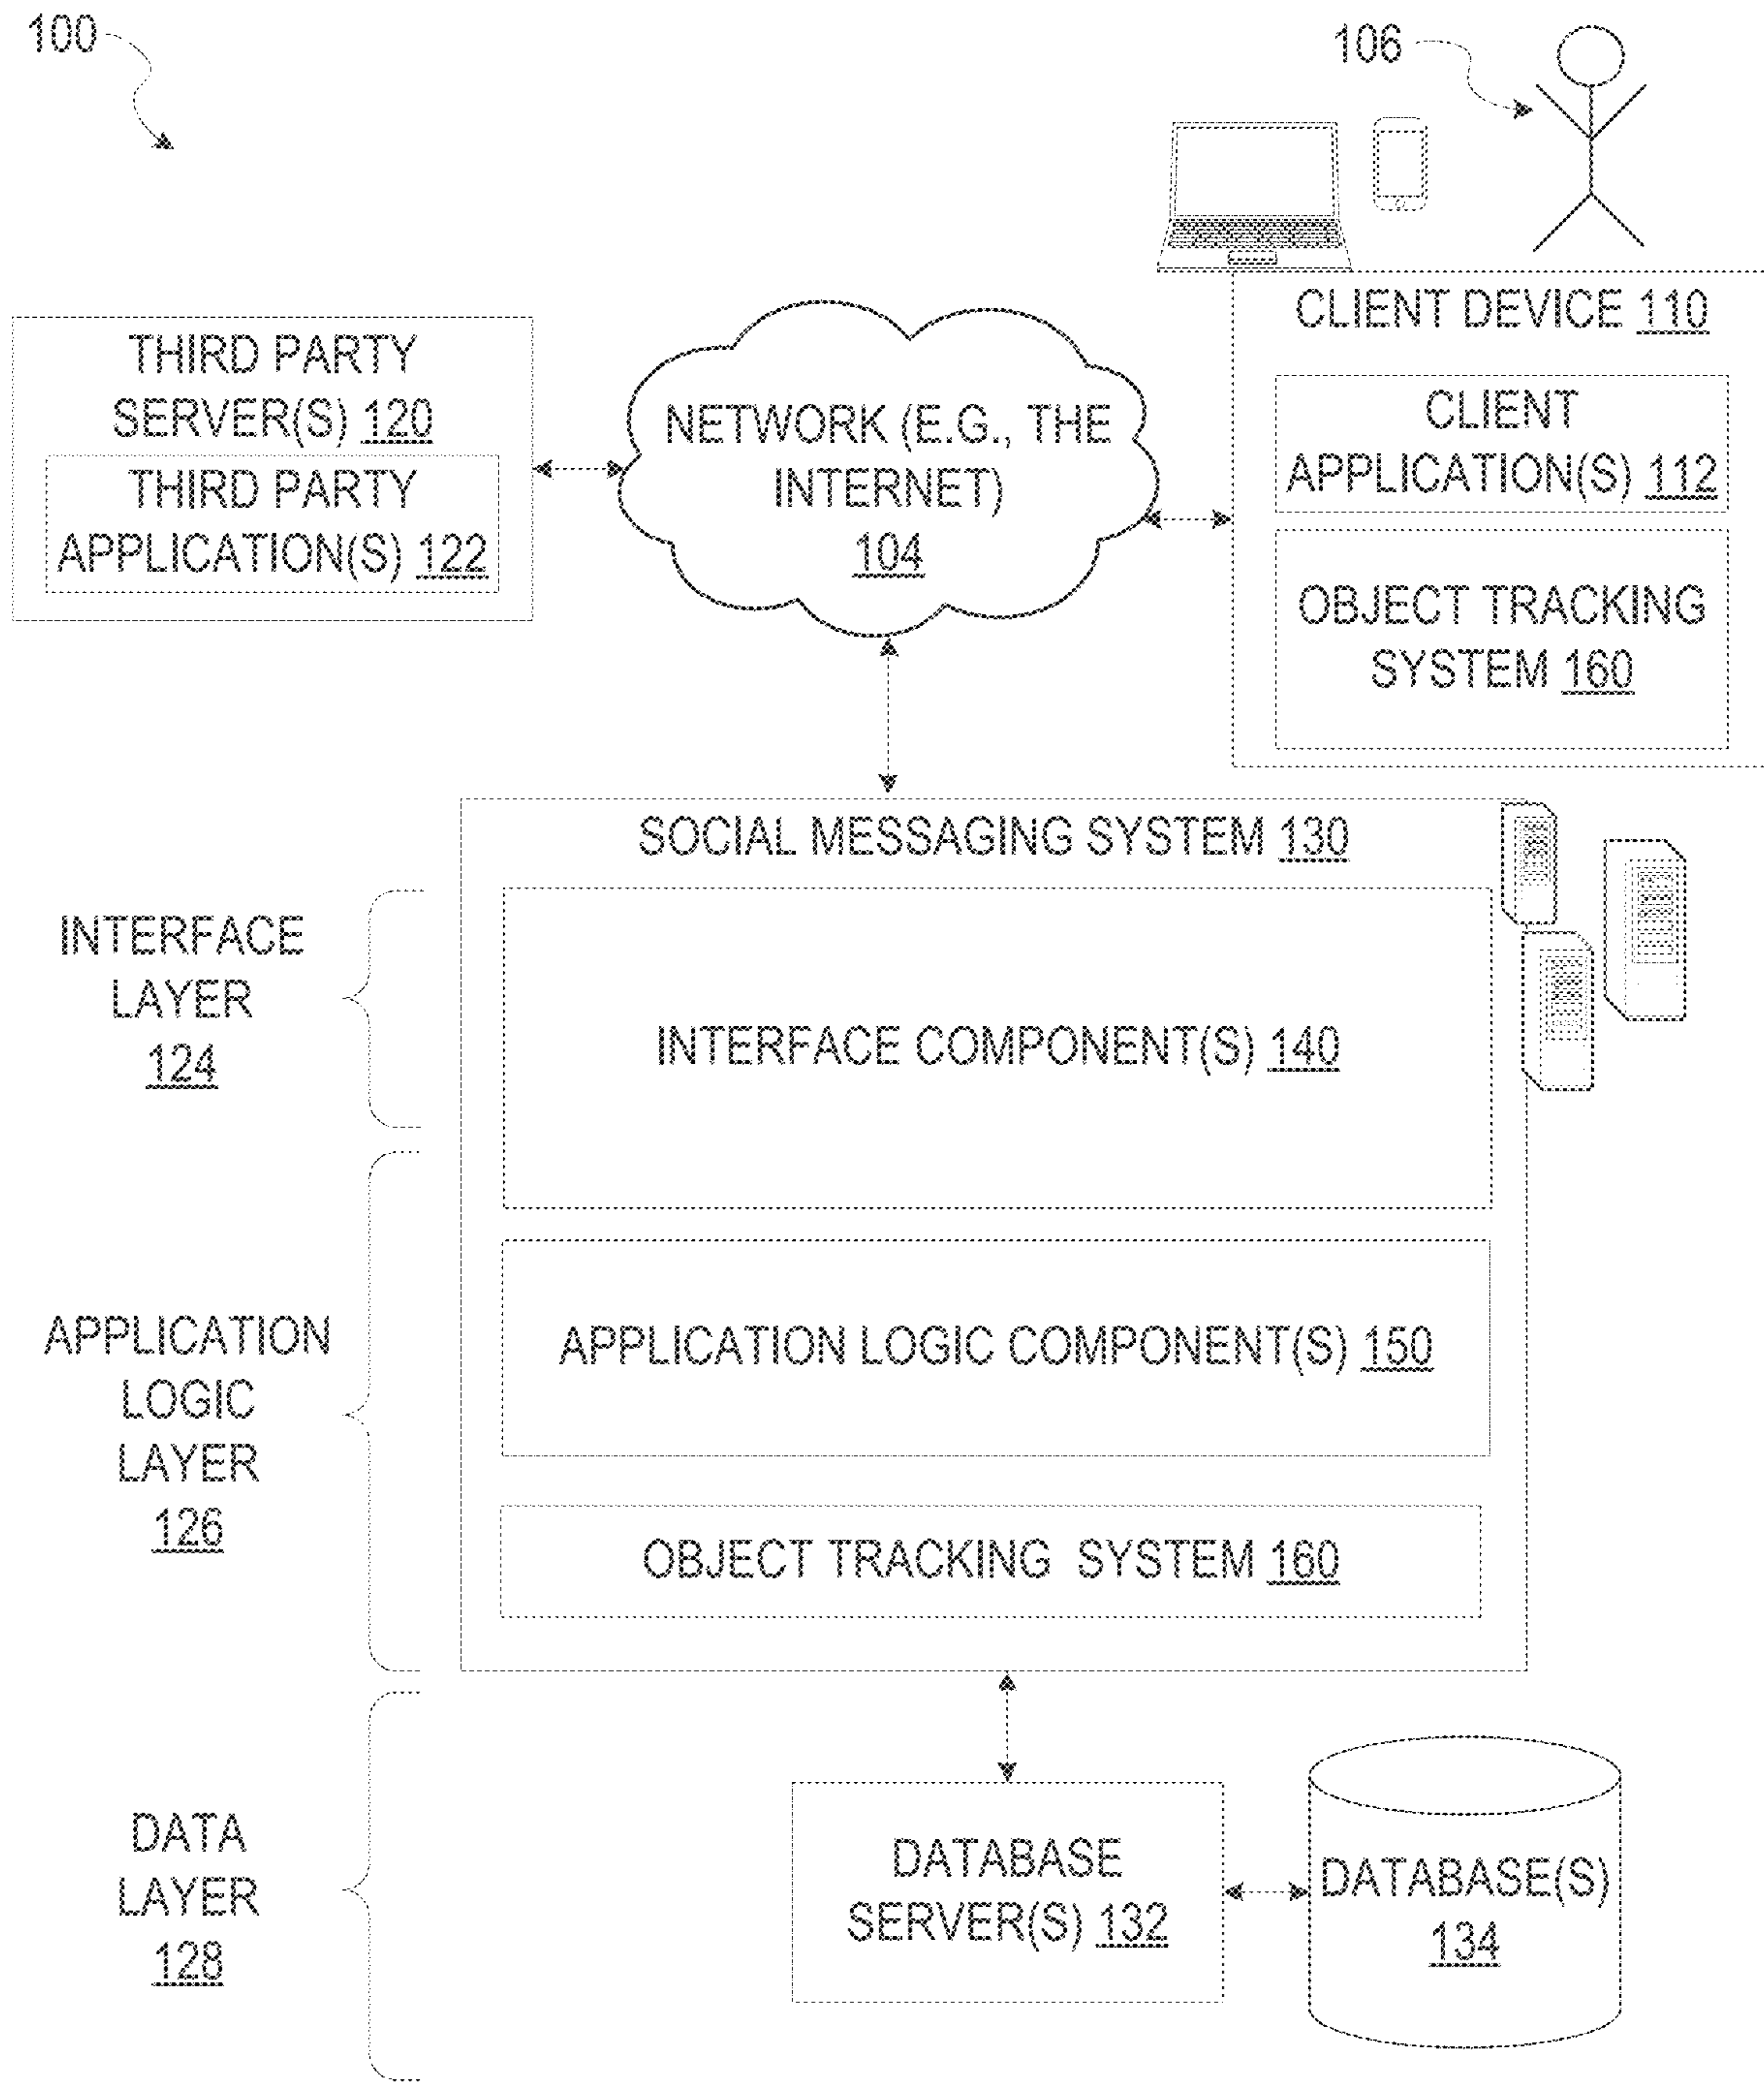 100
106
THIRD PARTY
SERVER(S) 120
THIRD PARTY
APPLICATION(S) 122
NETWORK (E.G., THE
INTERNET)
104
CLIENT DEVICE 110
CLIENT
APPLICATION(S) 112
OBJECT TRACKING
SYSTEM 160
SOCIAL MESSAGING SYSTEM 130
INTERFACE
LAYER
124
INTERFACE COMPONENT(S) 140
APPLICATION
LOGIC
LAYER
126
APPLICATION LOGIC COMPONENT(S) 150
OBJECT TRACKING SYSTEM 160
DATA
LAYER
128
DATABASE
SERVER(S) 132
DATABASE(S)
134